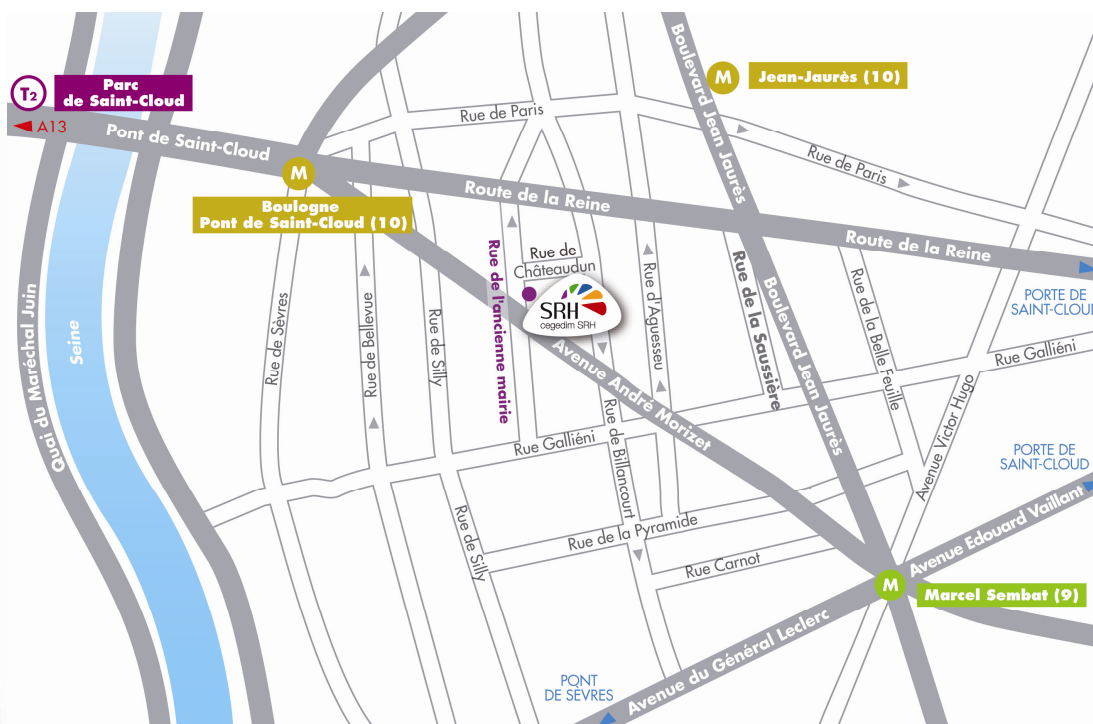 T2
Parc
de Saint-Cloud
A13
Pont de Saint-Cloud
M
Boulogne
Pont de Saint-Cloud (10)
M
Jean-Jaurès (10)
Boulevard Jean Jaurès
Rue de Paris
Rue de Paris
Route de la Reine
Route de la Reine
PORTE DE
SAINT-CLOUD
Quai du Maréchal Juin
Seine
Rue de Sèvres
Rue de Bellevue
Rue de Silly
Rue de l'ancienne mairie
Rue de
Châteaudun
SRH
cegedim SRH
Rue d'Aguesseu
Rue de la Saussière
Boulevard Jean Jaurès
Rue de la Belle Feuille
Rue Galliéni
Avenue Victor Hugo
Avenue André Morizet
Rue Galliéni
Rue de Billancourt
PORTE DE
SAINT-CLOUD
Rue de Silly
Rue de la Pyramide
Rue Carnot
Avenue Edouard Vaillant
M
Marcel Sembat (9)
Avenue du Général Leclerc
PONT
DE SÈVRES